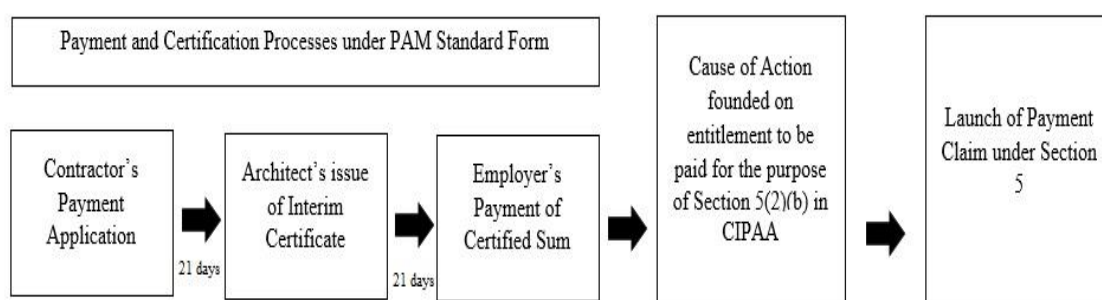 Payment and Certification Processes under PAM Standard Form
Contractor's
Payment
Application
21 days
Architect's issue
of Interim
Certificate
21 days
Employer's
Payment of
Certified Sum
Cause of Action
founded on
entitlement to be
paid for the purpose
of Section 5(2)(b) in
CIPAA
Launch of Payment
Claim under Section
5